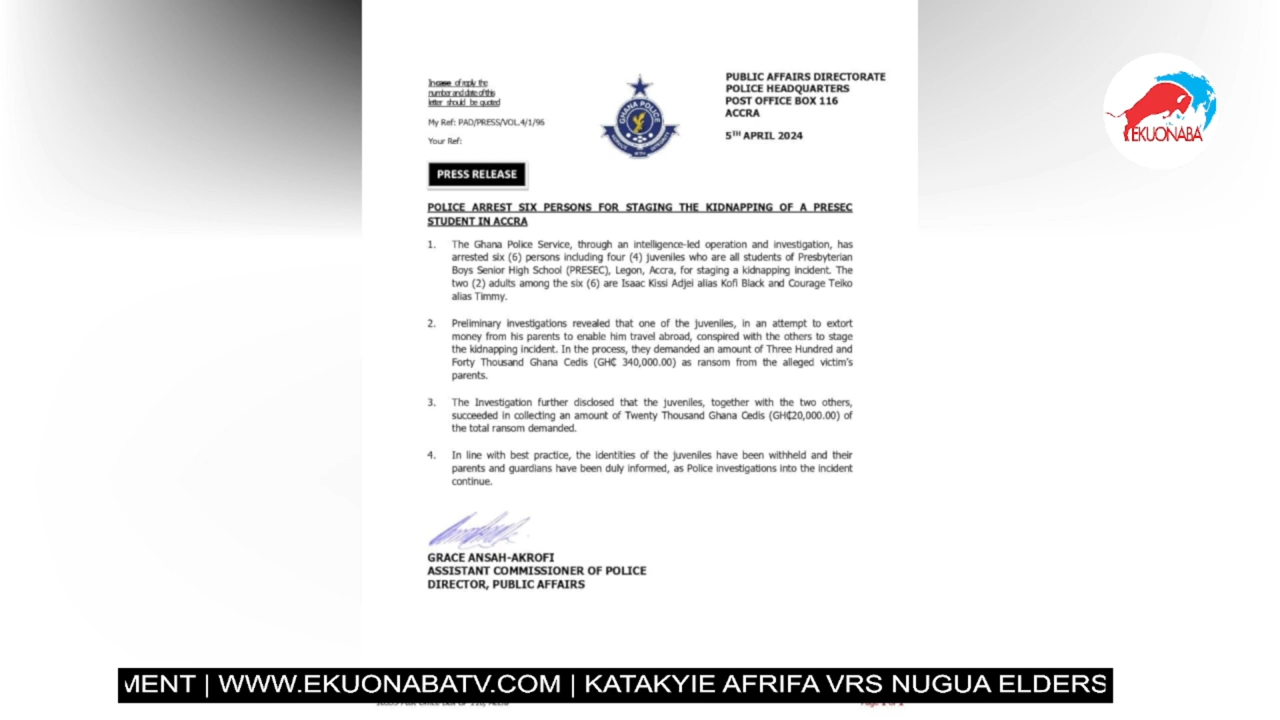 In case of reply the
number and date of this
letter should be quoted
My Ref: PAD/PRESS/VOL.4/1/96
Your Ref:
GHANA POLICE
PUBLIC AFFAIRS DIRECTORATE
POLICE HEADQUARTERS
POST OFFICE BOX 116
ACCRA
5TH APRIL 2024
EKUONABA
PRESS RELEASE
POLICE ARREST SIX PERSONS FOR STAGING THE KIDNAPPING OF A PRESEC
STUDENT IN ACCRA
1. The Ghana Police Service, through an intelligence-led operation and investigation, has
arrested six (6) persons including four (4) juveniles who are all students of Presbyterian
Boys Senior High School (PRESEC), Legon, Accra, for staging a kidnapping incident. The
two (2) adults among the six (6) are Isaac Kissi Adjei alias Kofi Black and Courage Teiko
alias Timmy.
2. Preliminary investigations revealed that one of the juveniles, in an attempt to extort
money from his parents to enable him travel abroad, conspired with the others to stage
the kidnapping incident. In the process, they demanded an amount of Three Hundred and
Forty Thousand Ghana Cedis (GH₵ 340,000.00) as ransom from the alleged victim's
parents.
3. The Investigation further disclosed that the juveniles, together with the two others,
succeeded in collecting an amount of Twenty Thousand Ghana Cedis (GH₵20,000.00) of
the total ransom demanded.
4. In line with best practice, the identities of the juveniles have been withheld and their
parents and guardians have been duly informed, as Police investigations into the incident
continue.
GRACE ANSAH-AKROFI
ASSISTANT COMMISSIONER OF POLICE
DIRECTOR, PUBLIC AFFAIRS
MENT | WWW.EKUONABATV.COM | KATAKYIE AFRIFA VRS NUGUA ELDERS